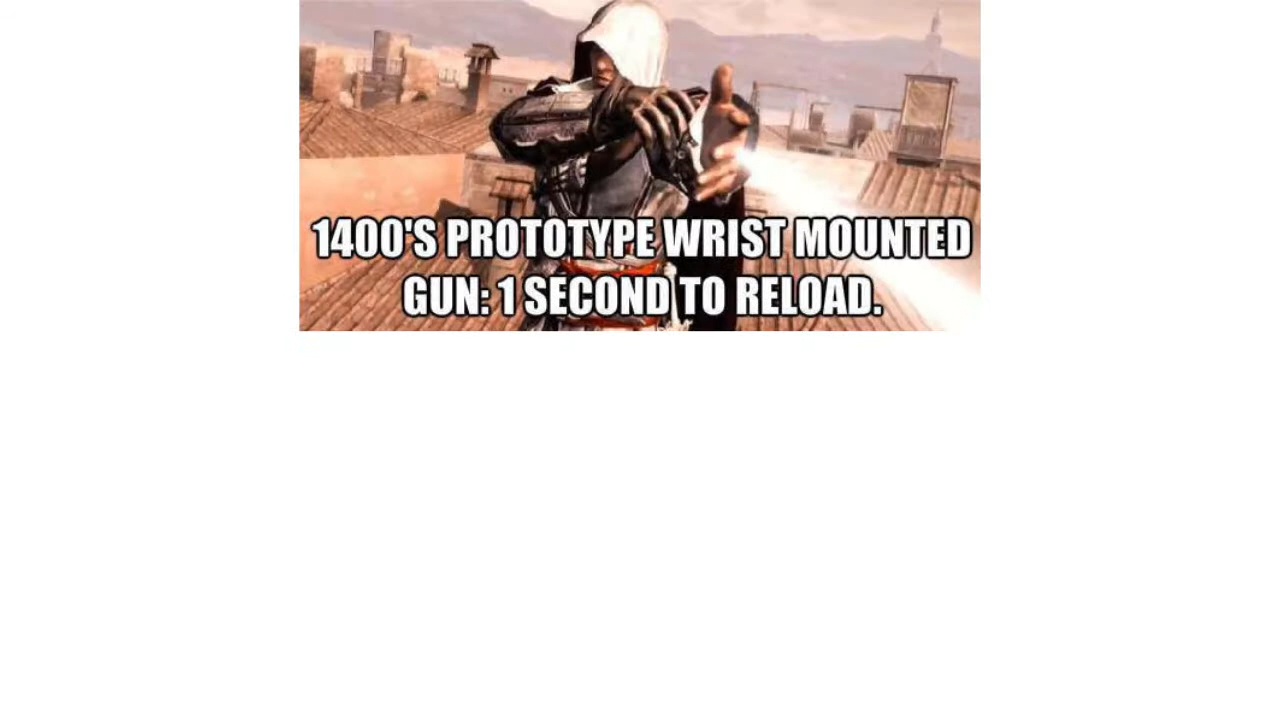 1400'S PROTOTYPE WRIST MOUNTED
GUN: 1 SECOND TO RELOAD.